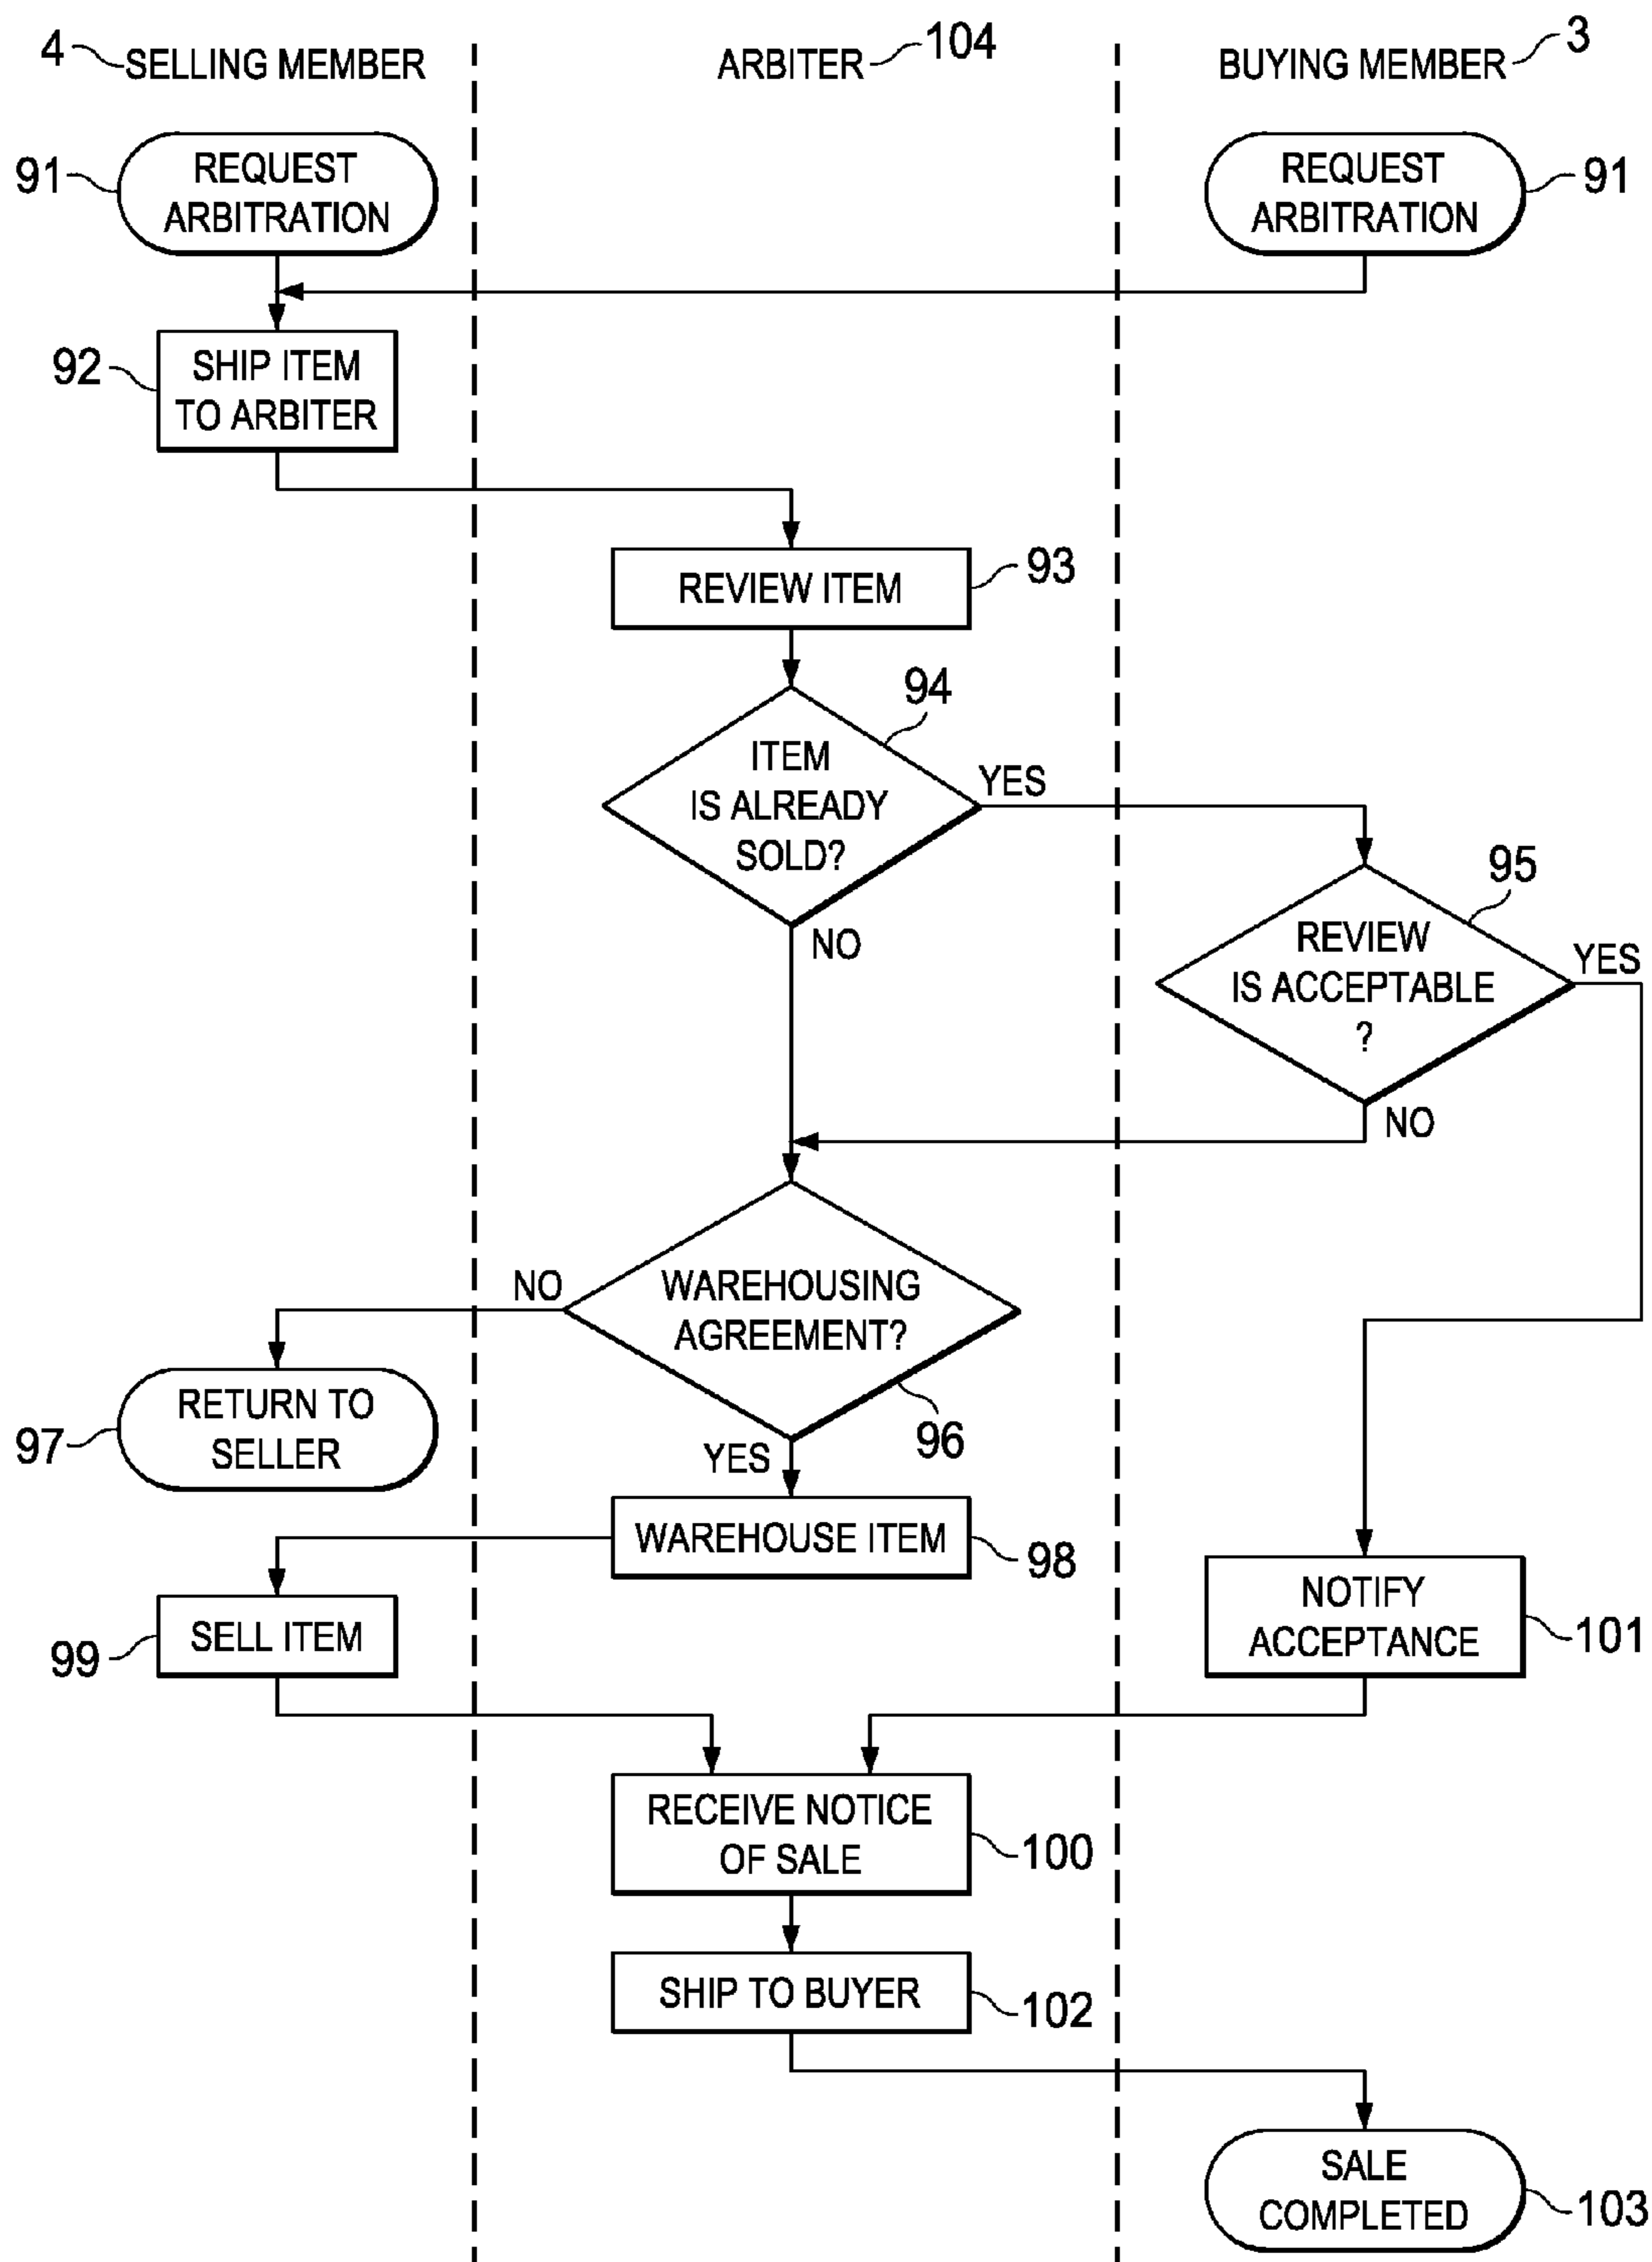 4 SELLING MEMBER
ARBITER 104
BUYING MEMBER 3
91
REQUEST
ARBITRATION
REQUEST
ARBITRATION
91
92
SHIP ITEM
TO ARBITER
REVIEW ITEM
93
94
ITEM
IS ALREADY
SOLD?
YES
NO
95
REVIEW
IS ACCEPTABLE
?
YES
NO
NO
WAREHOUSING
AGREEMENT?
96
YES
97
RETURN TO
SELLER
WAREHOUSE ITEM
98
99
SELL ITEM
NOTIFY
ACCEPTANCE
101
RECEIVE NOTICE
OF SALE
100
SHIP TO BUYER
102
SALE
COMPLETED
103